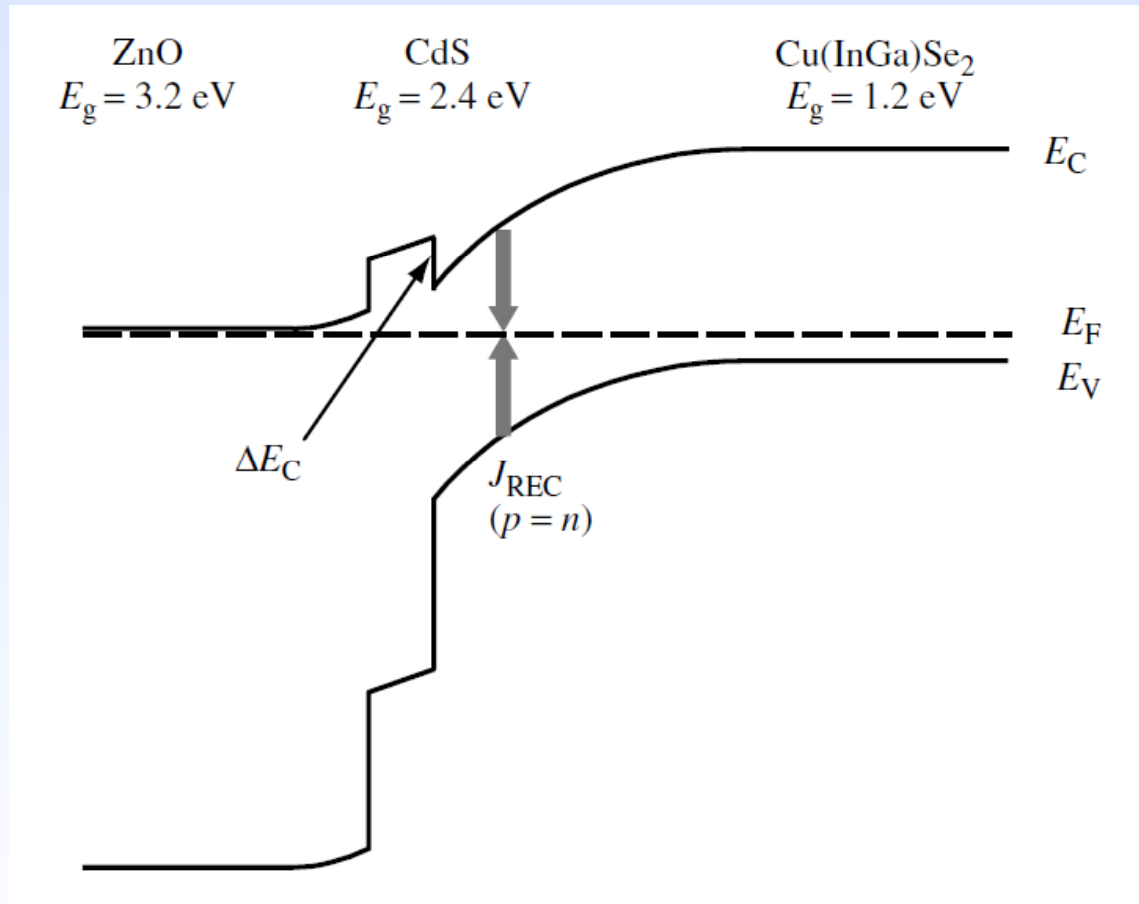 ZnO
E_g = 3.2 eV
CdS
E_g = 2.4 eV
Cu(InGa)Se₂
E_g = 1.2 eV
E_C
E_F
E_V
ΔE_C
J_REC
(p = n)